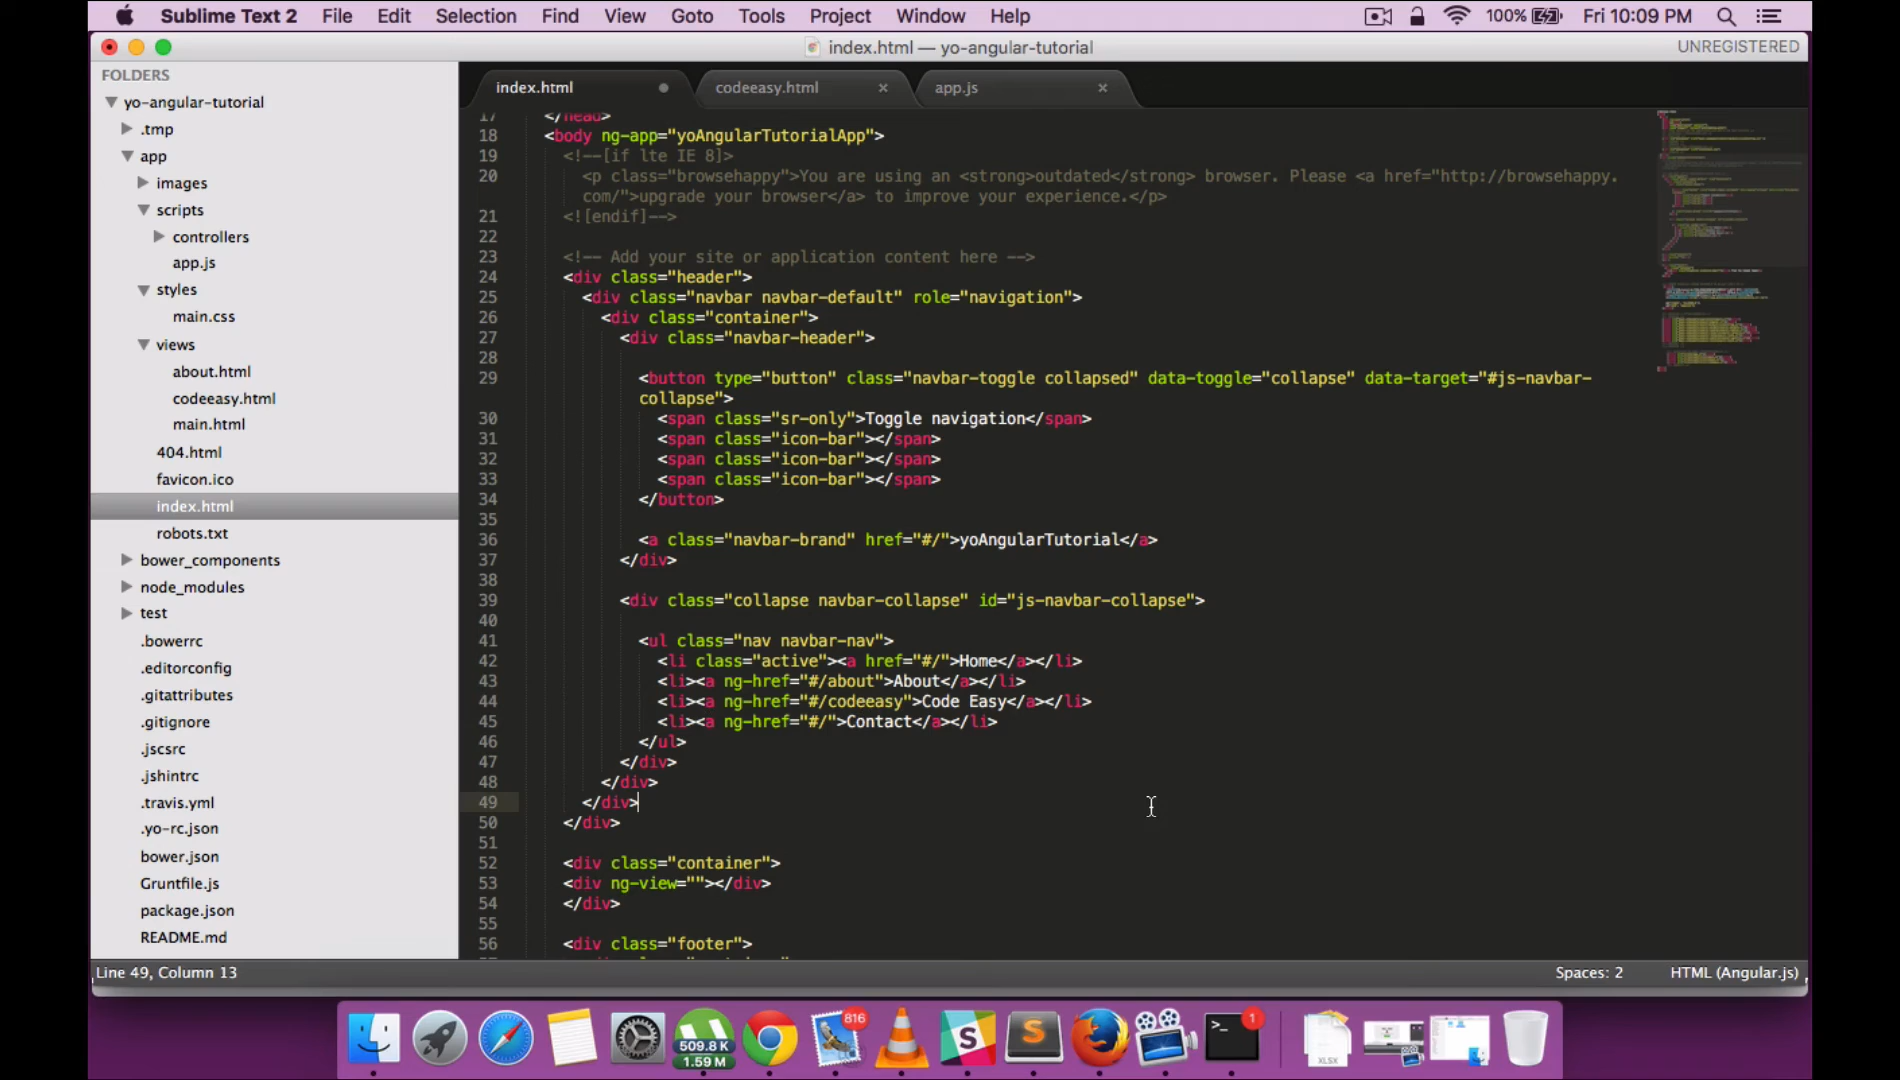 Sublime Text 2 File Edit Selection Find View Goto Tools Project Window Help 100% Fri 10:09 PM
index.html — yo-angular-tutorial UNREGISTERED
FOLDERS
yo-angular-tutorial
.tmp
app
images
scripts
controllers
app.js
styles
main.css
views
about.html
codeeasy.html
main.html
404.html
favicon.ico
index.html
robots.txt
bower_components
node_modules
test
.bowerrc
.editorconfig
.gitattributes
.gitignore
.jscsrc
.jshintrc
.travis.yml
.yo-rc.json
bower.json
Gruntfile.js
package.json
README.md
index.html codeeasy.html × app.js ×
17 </head>
18 <body ng-app="yoAngularTutorialApp">
19 <!--[if lte IE 8]>
20 <p class="browsehappy">You are using an <strong>outdated</strong> browser. Please <a href="http://browsehappy.
com/">upgrade your browser</a> to improve your experience.</p>
21 <![endif]-->
22
23 <!-- Add your site or application content here -->
24 <div class="header">
25 <div class="navbar navbar-default" role="navigation">
26 <div class="container">
27 <div class="navbar-header">
28
29 <button type="button" class="navbar-toggle collapsed" data-toggle="collapse" data-target="#js-navbar-
collapse">
30 <span class="sr-only">Toggle navigation</span>
31 <span class="icon-bar"></span>
32 <span class="icon-bar"></span>
33 <span class="icon-bar"></span>
34 </button>
35
36 <a class="navbar-brand" href="#/">yoAngularTutorial</a>
37 </div>
38
39 <div class="collapse navbar-collapse" id="js-navbar-collapse">
40
41 <ul class="nav navbar-nav">
42 <li class="active"><a href="#/">Home</a></li>
43 <li><a ng-href="#/about">About</a></li>
44 <li><a ng-href="#/codeeasy">Code Easy</a></li>
45 <li><a ng-href="#/">Contact</a></li>
46 </ul>
47 </div>
48 </div>
49 </div>
50 </div>
51
52 <div class="container">
53 <div ng-view=""></div>
54 </div>
55
56 <div class="footer">
Line 49, Column 13 Spaces: 2 HTML (Angular.js)
816
1
509.8 K
1.59 M
XLSX